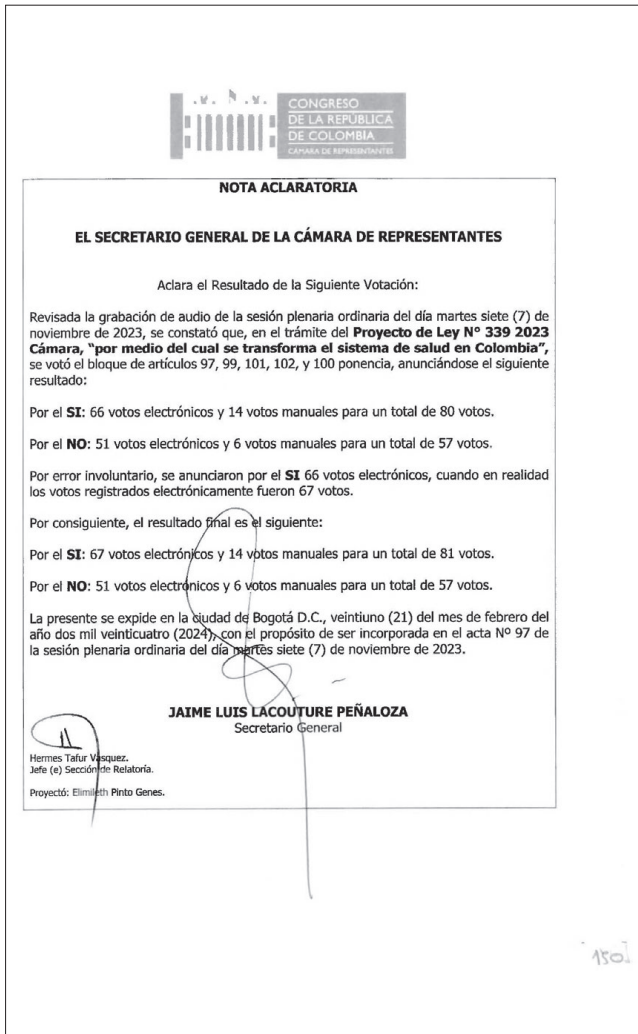 CONGRESO
DE LA REPÚBLICA
DE COLOMBIA
CÁMARA DE REPRESENTANTES
NOTA ACLARATORIA
EL SECRETARIO GENERAL DE LA CÁMARA DE REPRESENTANTES
Aclara el Resultado de la Siguiente Votación:
Revisada la grabación de audio de la sesión plenaria ordinaria del día martes siete (7) de
noviembre de 2023, se constató que, en el trámite del Proyecto de Ley Nº 339 2023
Cámara, "por medio del cual se transforma el sistema de salud en Colombia",
se votó el bloque de artículos 97, 99, 101, 102, y 100 ponencia, anunciándose el siguiente
resultado:
Por el SI: 66 votos electrónicos y 14 votos manuales para un total de 80 votos.
Por el NO: 51 votos electrónicos y 6 votos manuales para un total de 57 votos.
Por error involuntario, se anunciaron por el SI 66 votos electrónicos, cuando en realidad
los votos registrados electrónicamente fueron 67 votos.
Por consiguiente, el resultado final es el siguiente:
Por el SI: 67 votos electrónicos y 14 votos manuales para un total de 81 votos.
Por el NO: 51 votos electrónicos y 6 votos manuales para un total de 57 votos.
La presente se expide en la ciudad de Bogotá D.C., veintiuno (21) del mes de febrero del
año dos mil veinticuatro (2024), con el propósito de ser incorporada en el acta Nº 97 de
la sesión plenaria ordinaria del día martes siete (7) de noviembre de 2023.
JAIME LUIS LACOUTURE PEÑALOZA
Secretario General
Hermes Tafur Vásquez.
Jefe (e) Sección de Relatoría.
Proyectó: Elimileth Pinto Genes.
150